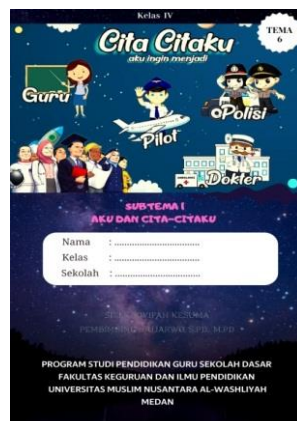 Kelas IV
TEMA
6
Cita Citaku
aku ingin menjadi
Guru
Polisi
Pilot
Dokter
SUBTEMA 1
AKU DAN CITA-CITAKU
Nama : ................................
Kelas : ................................
Sekolah : ................................
PROGRAM STUDI PENDIDIKAN GURU SEKOLAH DASAR
FAKULTAS KEGURUAN DAN ILMU PENDIDIKAN
UNIVERSITAS MUSLIM NUSANTARA AL-WASHLIYAH
MEDAN